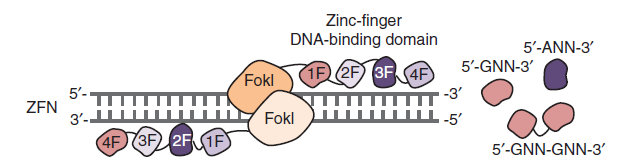 Zinc-finger
DNA-binding domain
5′-ANN-3′
5′-GNN-3′
FokI
1F 2F 3F 4F
5′- -3′
ZFN
3′- -5′
FokI
4F 3F 2F 1F
5′-GNN-GNN-3′